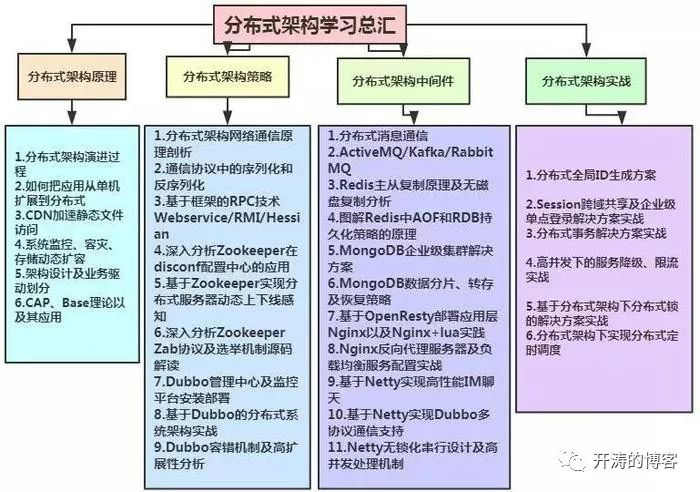 分布式架构学习总汇
分布式架构原理
分布式架构策略
分布式架构中间件
分布式架构实战
1.分布式架构演进过
程
2.如何把应用从单机
扩展到分布式
3.CDN加速静态文件
访问
4.系统监控、容灾、
存储动态扩容
5.架构设计及业务驱动
划分
6.CAP、Base理论以
及其应用
1.分布式架构网络通信原
理剖析
2.通信协议中的序列化和
反序列化
3.基于框架的RPC技术
Webservice/RMI/Hess
ian
4.深入分析Zookeeper在
disconf配置中心的应用
5.基于Zookeeper实现分
布式服务器动态上下线感
知
6.深入分析Zookeeper
Zab协议及选举机制源码
解读
7.Dubbo管理中心及监控
平台安装部署
8.基于Dubbo的分布式系
统架构实战
9.Dubbo容错机制及高扩
展性分析
1.分布式消息通信
2.ActiveMQ/Kafka/Rabbit
MQ
3.Redis主从复制原理及无磁
盘复制分析
4.图解Redis中AOF和RDB持
久化策略的原理
5.MongoDB企业级集群解决
方案
6.MongoDB数据分片、转存
及恢复策略
7.基于OpenResty部署应用层
Nginx以及Nginx+lua实践
8.Nginx反向代理服务器及负
载均衡服务配置实战
9.基于Netty实现高性能IM聊
天
10.基于Netty实现Dubbo多
协议通信支持
11.Netty无锁化串行设计及高
并发处理机制
1.分布式全局ID生成方案
2.Session跨域共享及企业级
单点登录解决方案实战
3.分布式事务解决方案实战
4.高并发下的服务降级、限流
实战
5.基于分布式架构下分布式锁
的解决方案实战
6.分布式架构下实现分布式定
时调度
开涛的博客